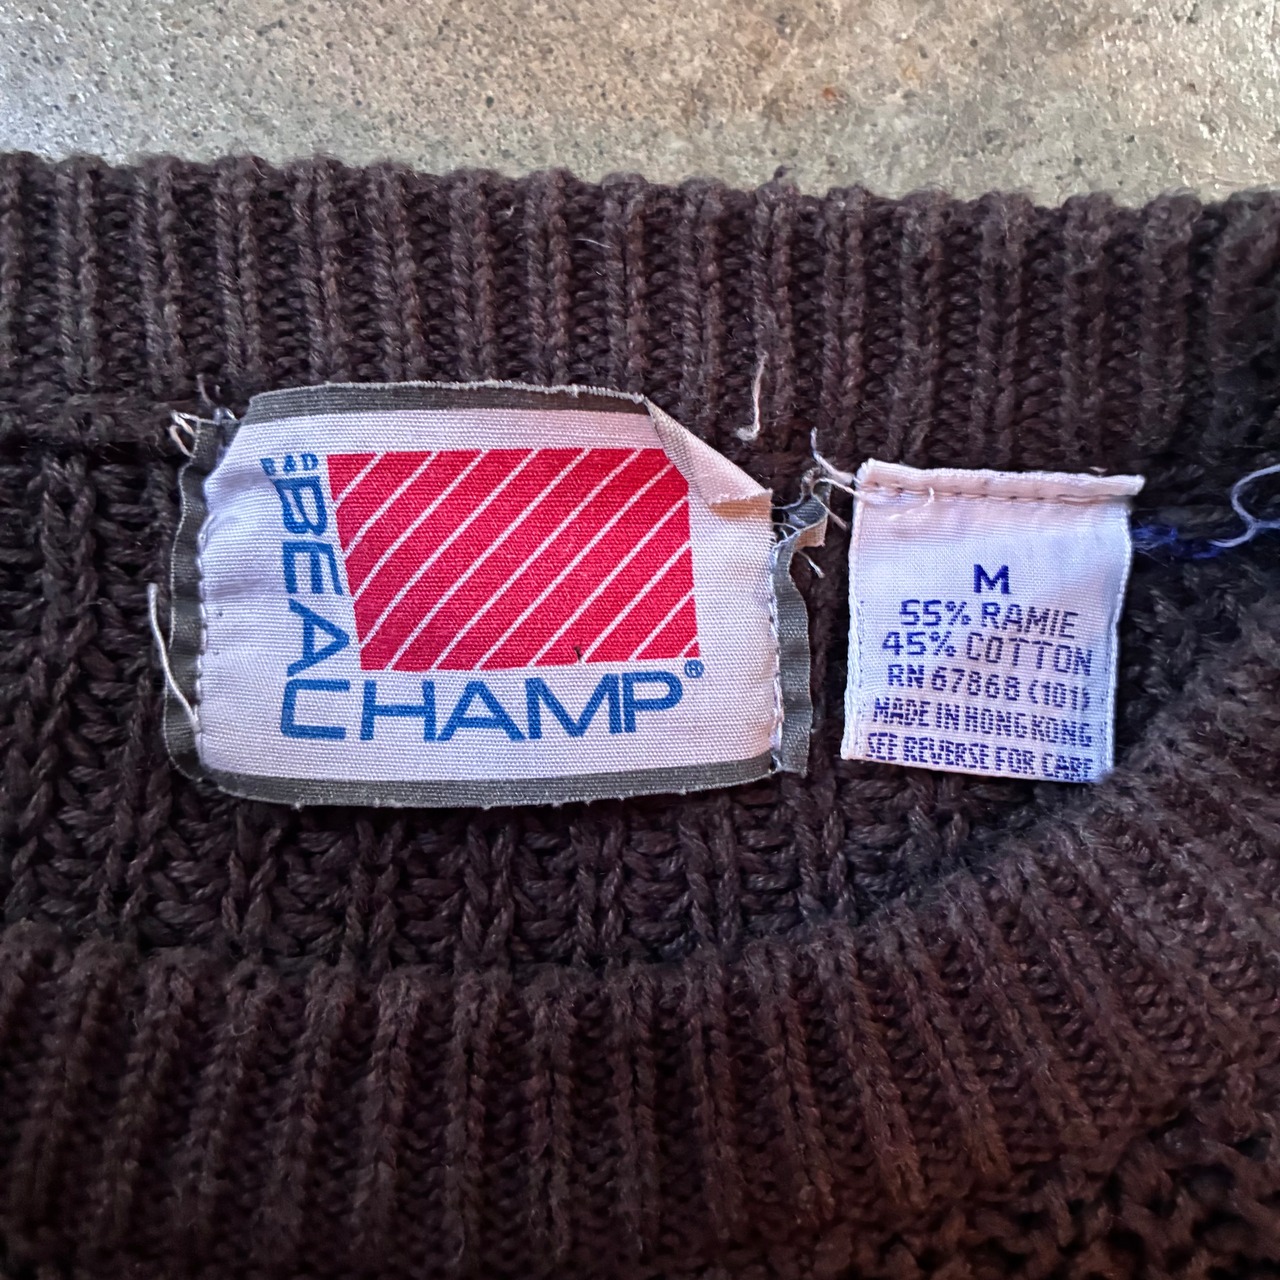 BEAU
CHAMP®
M
55% RAMIE
45% COTTON
RN 67868 (101)
MADE IN HONG KONG
SEE REVERSE FOR CARE